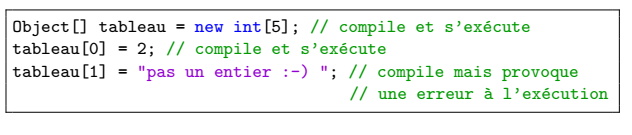 Object[] tableau = new int[5]; // compile et s'exécute
tableau[0] = 2; // compile et s'exécute
tableau[1] = "pas un entier :-) "; // compile mais provoque
// une erreur à l'exécution